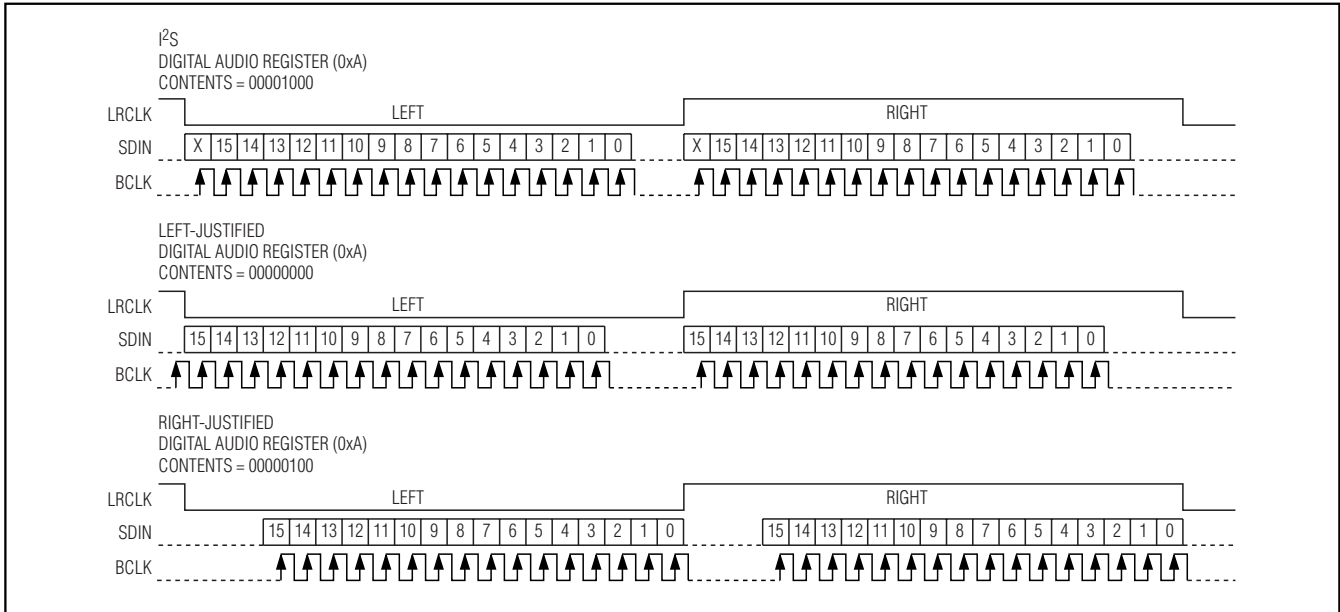 I²S
DIGITAL AUDIO REGISTER (0xA)
CONTENTS = 00001000
LRCLK LEFT RIGHT
SDIN X 15 14 13 12 11 10 9 8 7 6 5 4 3 2 1 0 X 15 14 13 12 11 10 9 8 7 6 5 4 3 2 1 0
BCLK
LEFT-JUSTIFIED
DIGITAL AUDIO REGISTER (0xA)
CONTENTS = 00000000
LRCLK LEFT RIGHT
SDIN 15 14 13 12 11 10 9 8 7 6 5 4 3 2 1 0 15 14 13 12 11 10 9 8 7 6 5 4 3 2 1 0
BCLK
RIGHT-JUSTIFIED
DIGITAL AUDIO REGISTER (0xA)
CONTENTS = 00000100
LRCLK LEFT RIGHT
SDIN 15 14 13 12 11 10 9 8 7 6 5 4 3 2 1 0 15 14 13 12 11 10 9 8 7 6 5 4 3 2 1 0
BCLK